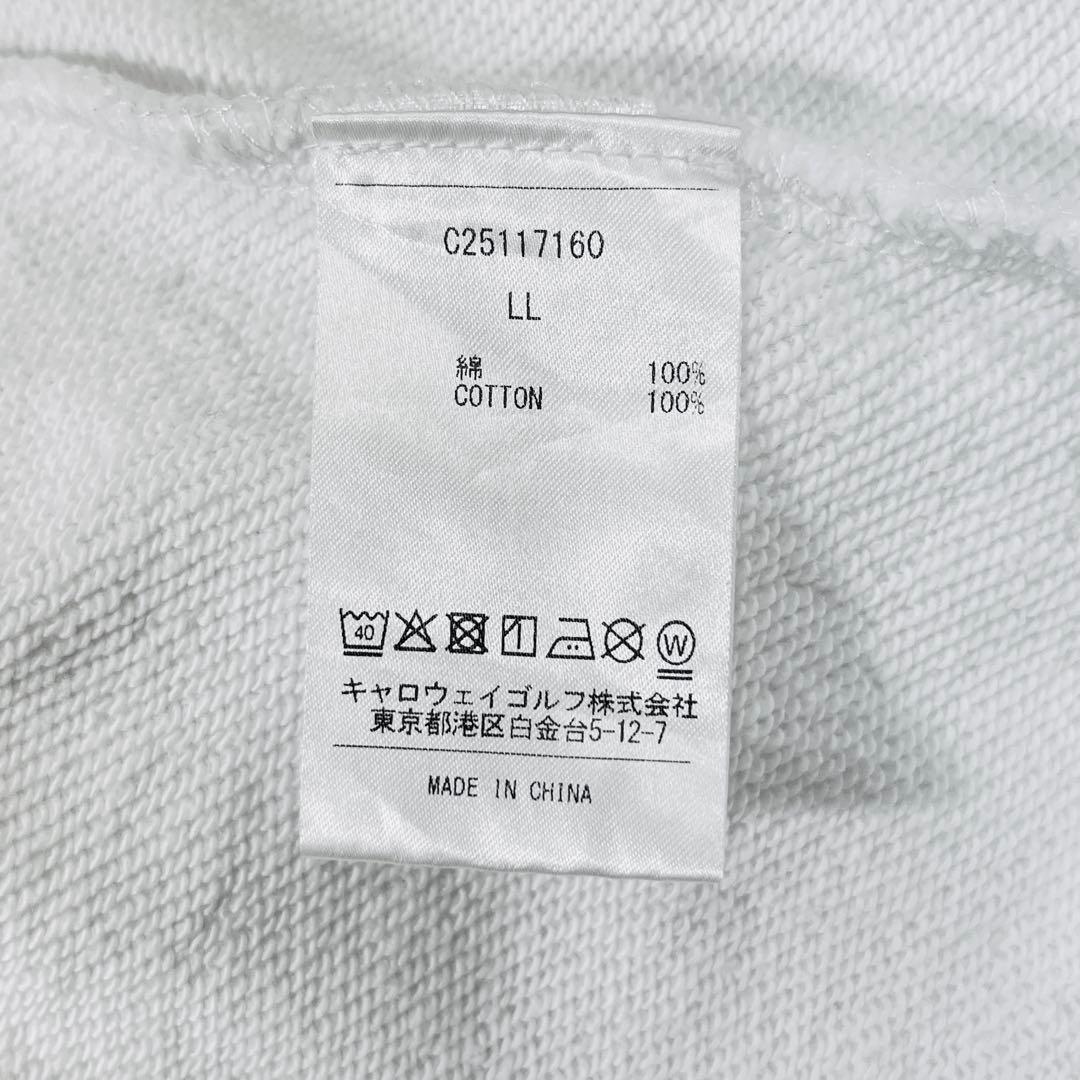 C25117160
LL
綿 100%
COTTON 100%
40 W
キャロウェイゴルフ株式会社
東京都港区白金台5-12-7
MADE IN CHINA